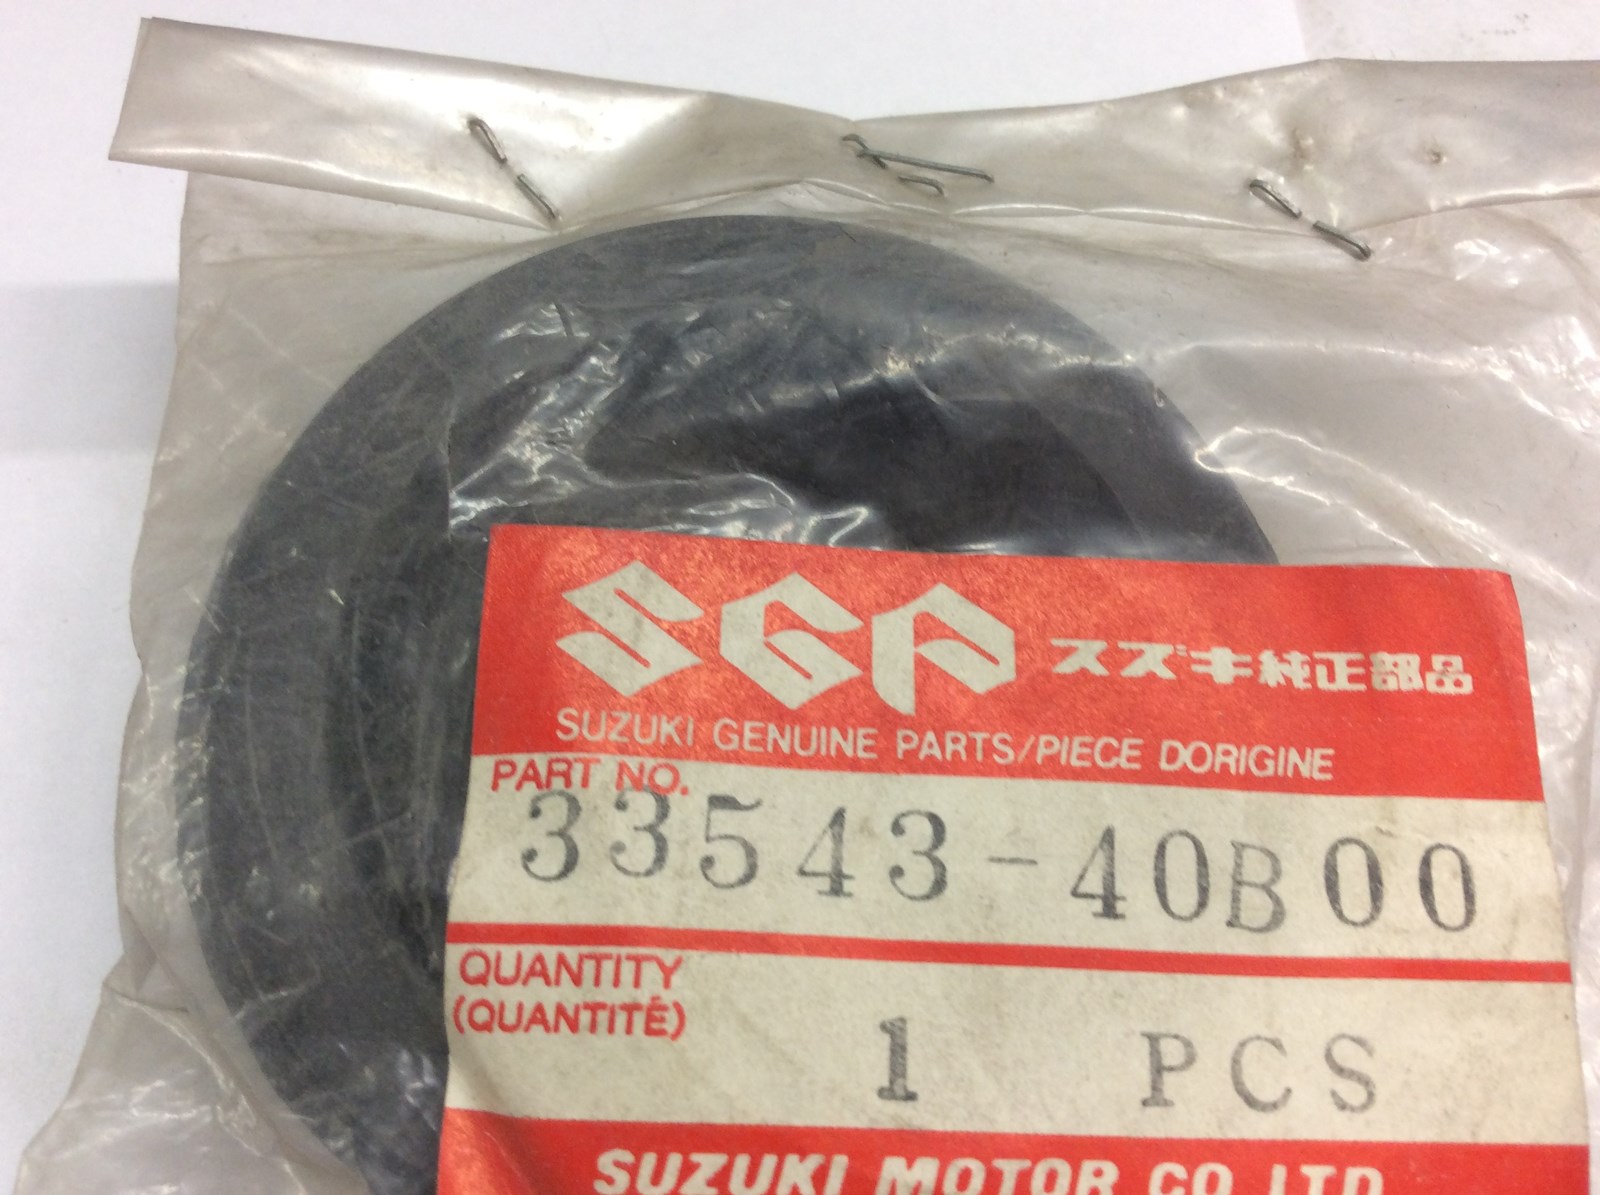 SGP スズキ純正部品
SUZUKI GENUINE PARTS/PIECE DORIGINE
PART NO.
33543-40B00
QUANTITY
(QUANTITÉ)
1 PCS
SUZUKI MOTOR CO LTD